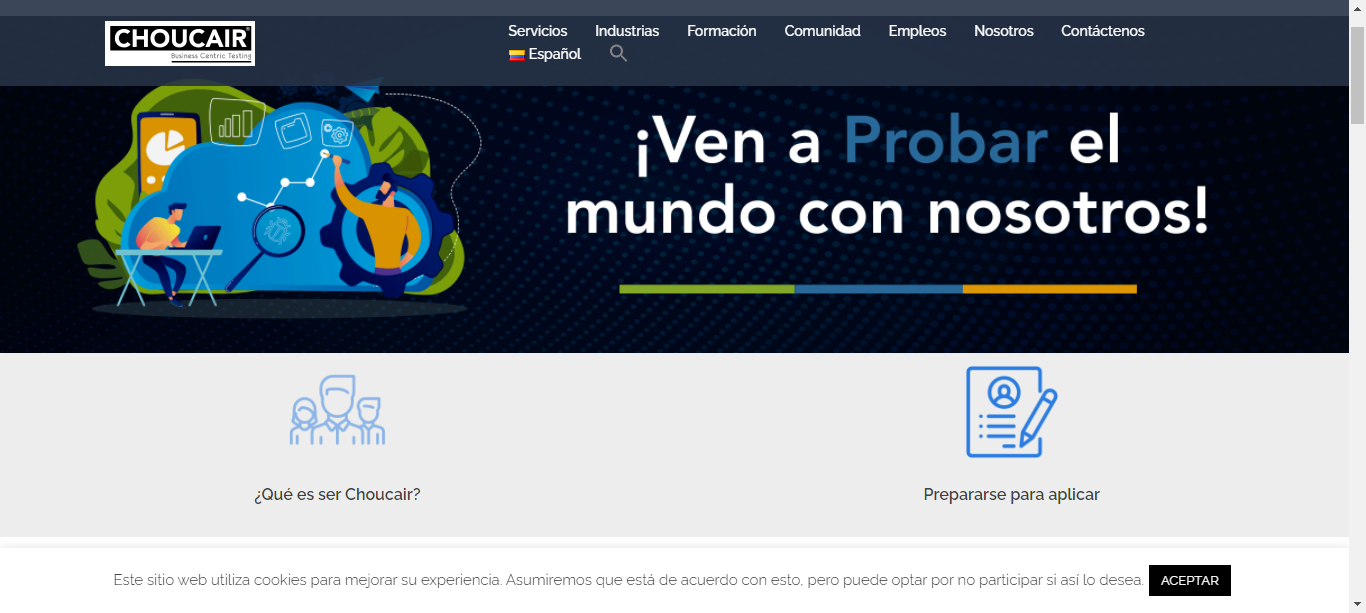 CHOUCAIR®
Business Centric Testing
Servicios Industrias Formación Comunidad Empleos Nosotros Contáctenos
Español
¡Ven a Probar el
mundo con nosotros!
¿Qué es ser Choucair?
Prepararse para aplicar
Este sitio web utiliza cookies para mejorar su experiencia. Asumiremos que está de acuerdo con esto, pero puede optar por no participar si así lo desea. ACEPTAR